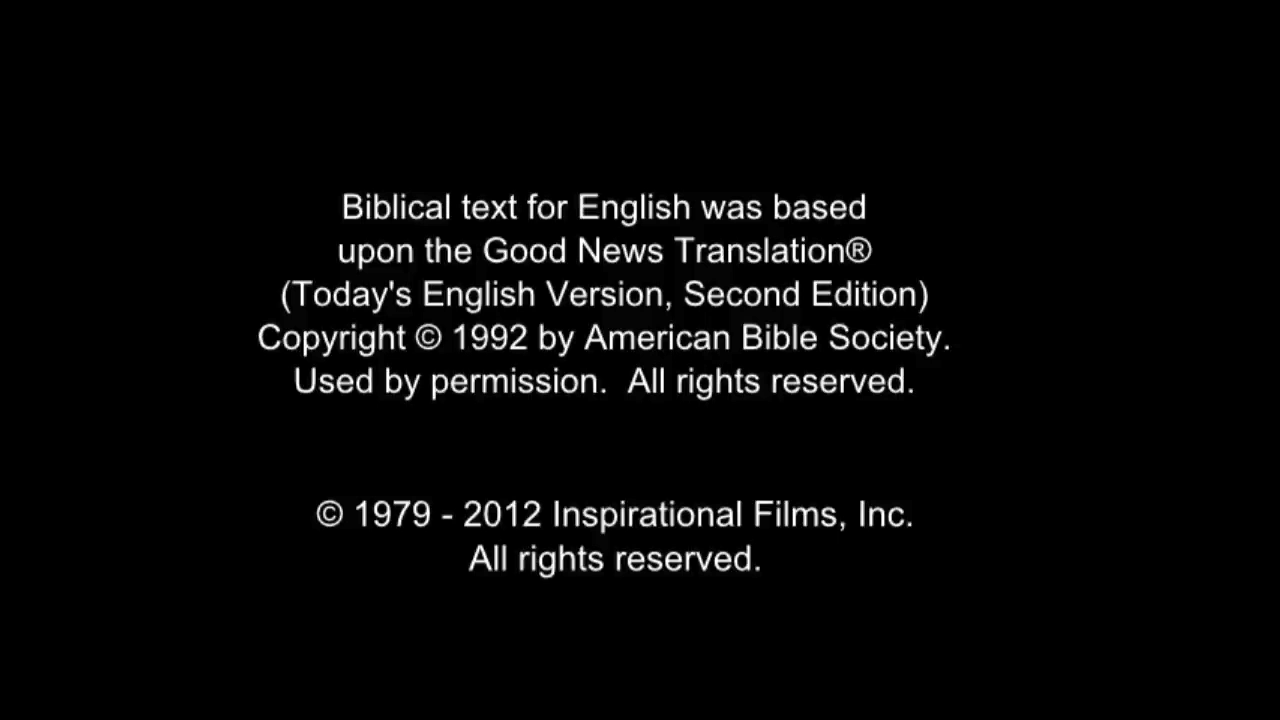 Biblical text for English was based
upon the Good News Translation®
(Today's English Version, Second Edition)
Copyright © 1992 by American Bible Society.
Used by permission.  All rights reserved.
© 1979 - 2012 Inspirational Films, Inc.
All rights reserved.